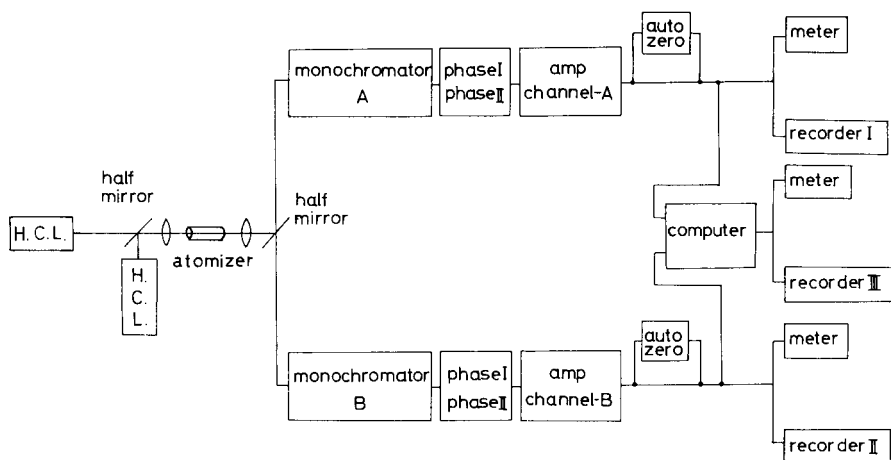 auto
zero
meter
monochromator
A
phaseI
phaseII
amp
channel-A
recorder I
half
mirror
half
mirror
meter
H.C.L.
atomizer
computer
H.
C.
L.
recorder III
auto
zero
meter
monochromator
B
phaseI
phaseII
amp
channel-B
recorder II